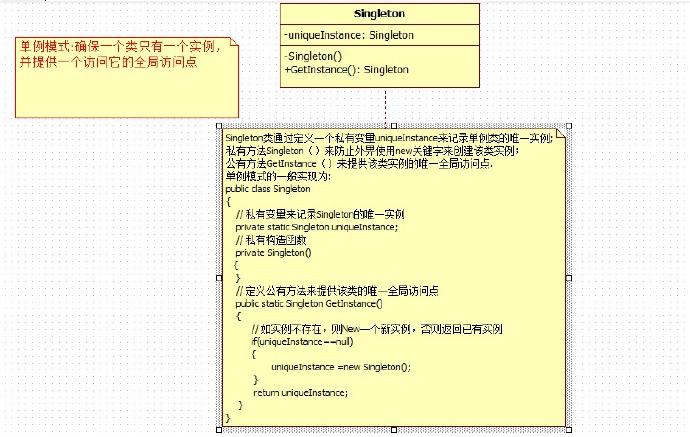 Singleton
-uniqueInstance: Singleton
-Singleton()
+GetInstance(): Singleton
单例模式:确保一个类只有一个实例，
并提供一个访问它的全局访问点
Singleton类通过定义一个私有变量uniqueInstance来记录单例类的唯一实例;
私有方法Singleton（）来防止外界使用new关键字来创建该类实例;
公有方法GetInstance（）来提供该类实例的唯一全局访问点.
单例模式的一般实现为:
public class Singleton
{
// 私有变量来记录Singleton的唯一实例
private static Singleton uniqueInstance;
// 私有构造函数
private Singleton()
{
}
// 定义公有方法来提供该类的唯一全局访问点
public static Singleton GetInstance()
{
// 如实例不存在，则New一个新实例，否则返回已有实例
if(uniqueInstance==null)
{
uniqueInstance =new Singleton();
}
return uniqueInstance;
}
}